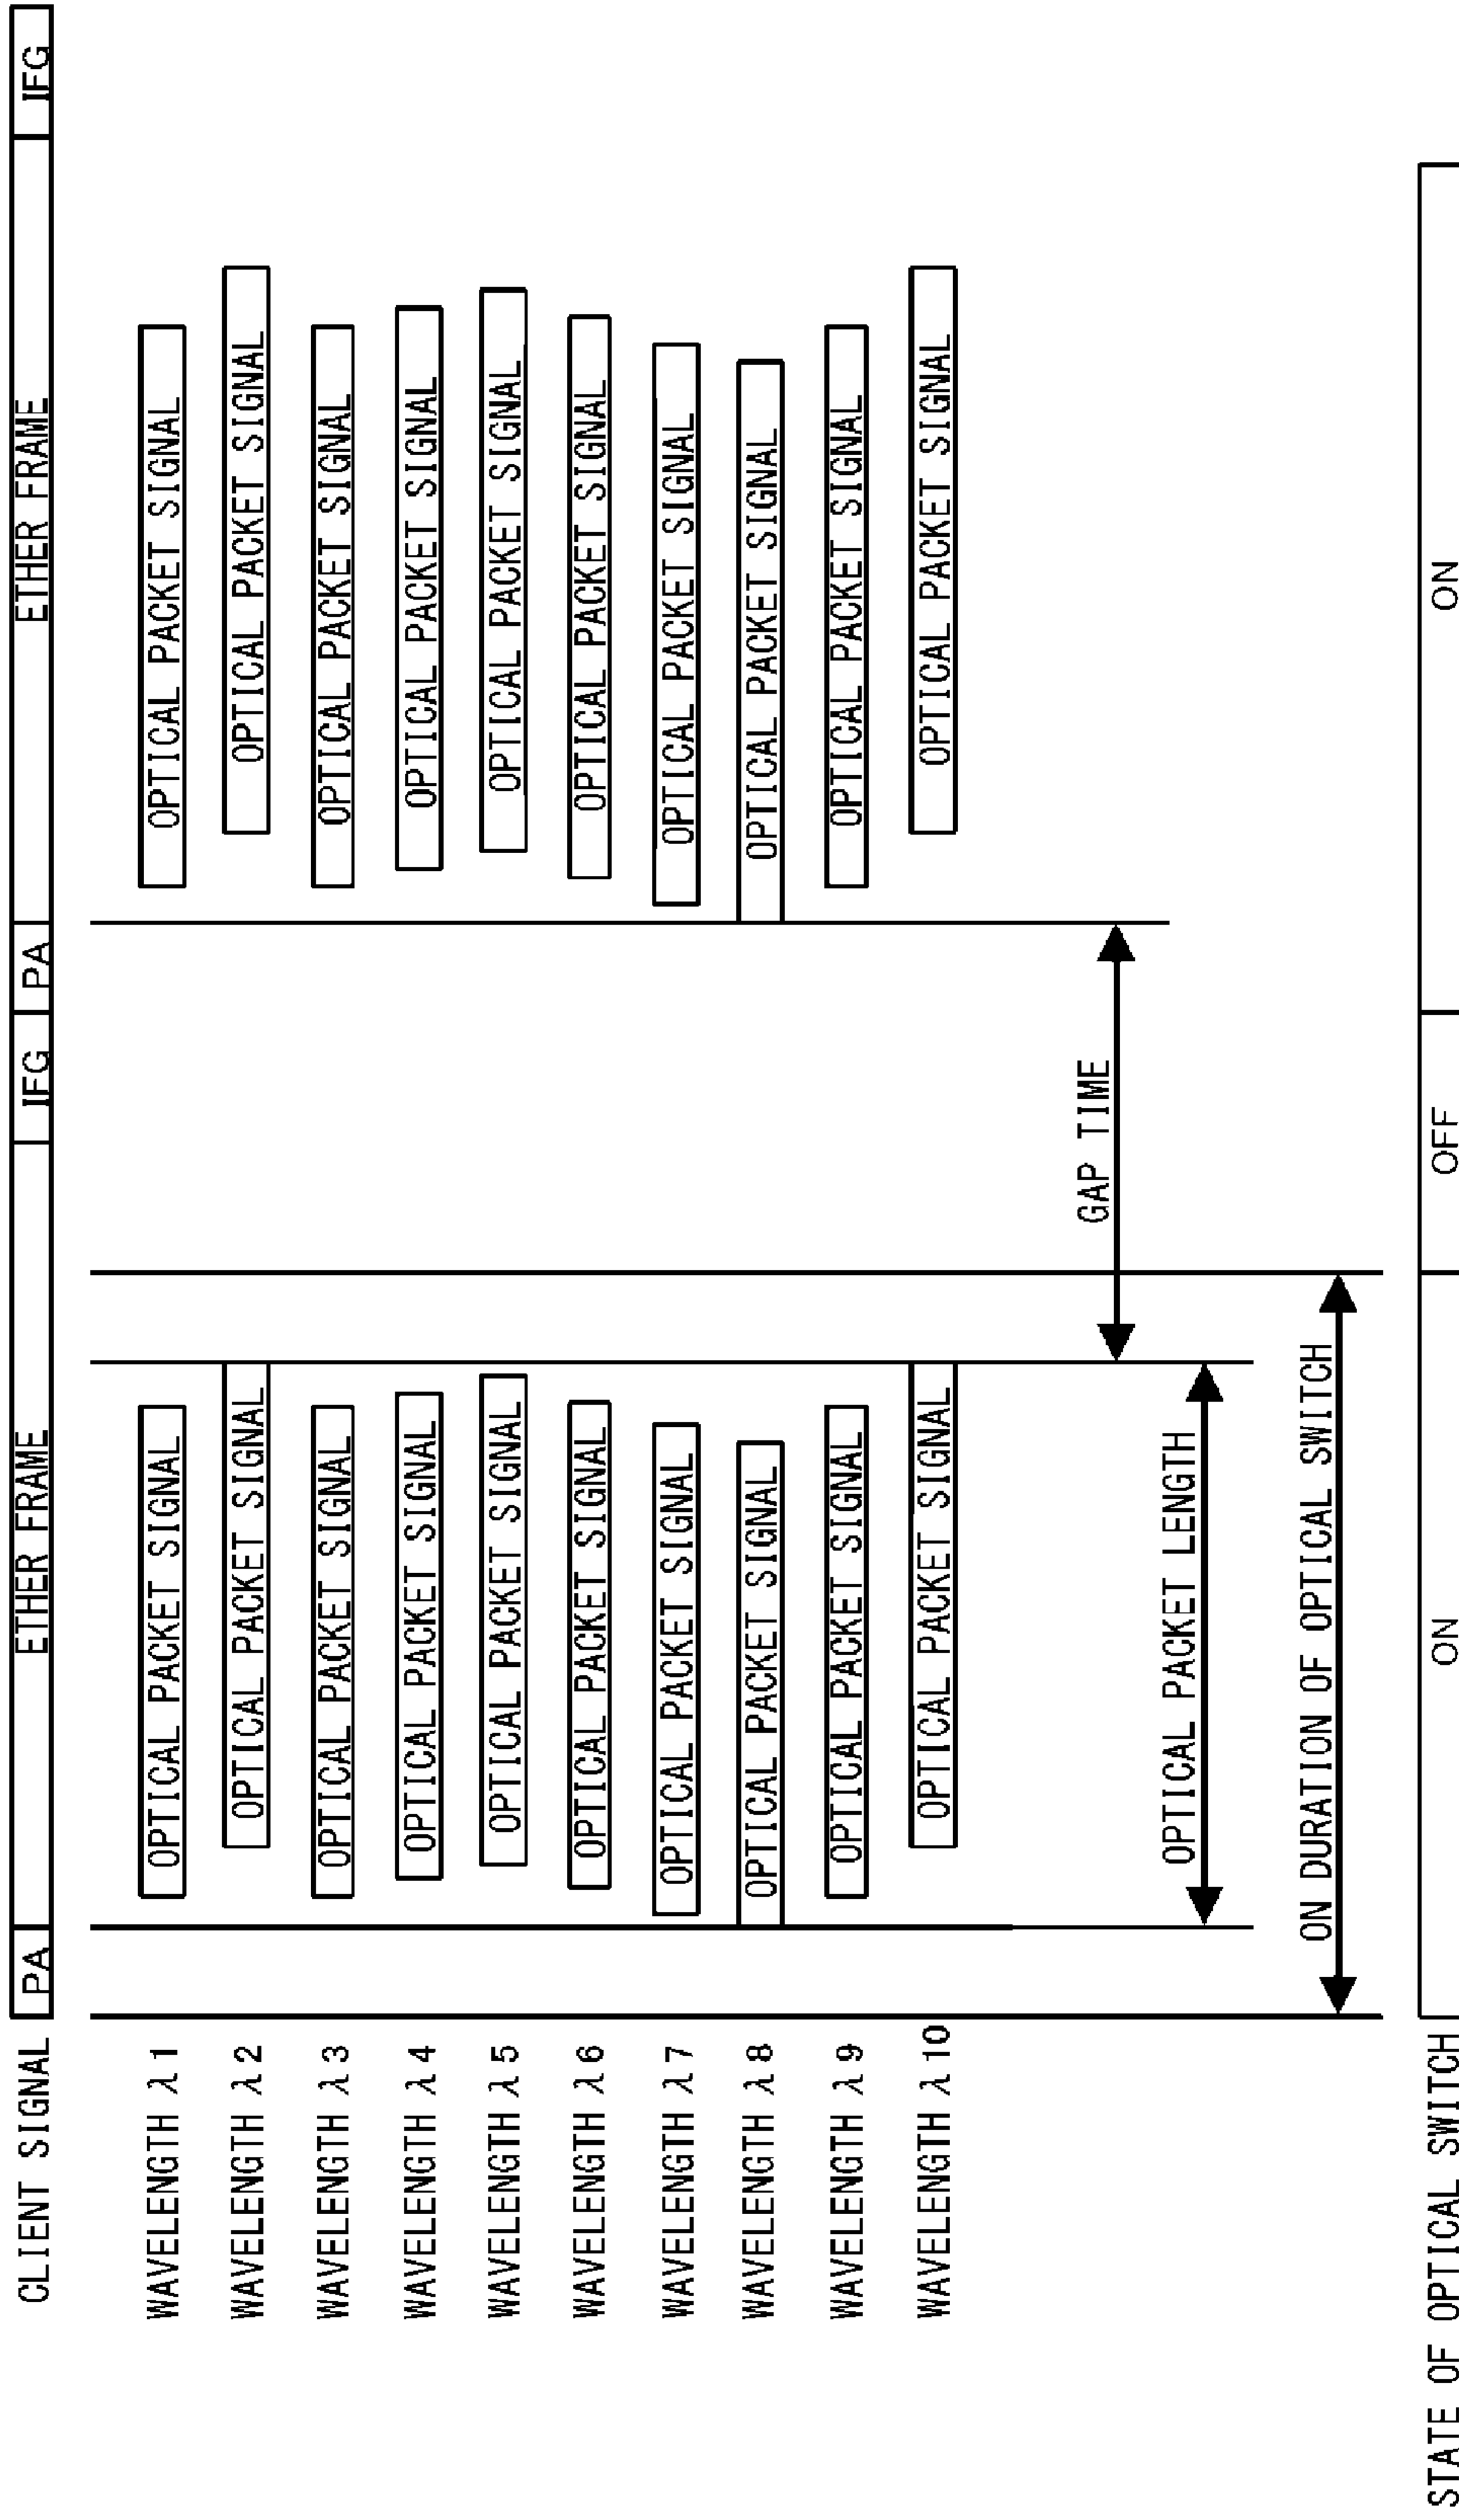 CLIENT SIGNAL PA ETHER FRAME IFG PA ETHER FRAME IFG
WAVELENGTH λ1 OPTICAL PACKET SIGNAL OPTICAL PACKET SIGNAL
WAVELENGTH λ2 OPTICAL PACKET SIGNAL OPTICAL PACKET SIGNAL
WAVELENGTH λ3 OPTICAL PACKET SIGNAL OPTICAL PACKET SIGNAL
WAVELENGTH λ4 OPTICAL PACKET SIGNAL OPTICAL PACKET SIGNAL
WAVELENGTH λ5 OPTICAL PACKET SIGNAL OPTICAL PACKET SIGNAL
WAVELENGTH λ6 OPTICAL PACKET SIGNAL OPTICAL PACKET SIGNAL
WAVELENGTH λ7 OPTICAL PACKET SIGNAL OPTICAL PACKET SIGNAL
WAVELENGTH λ8 OPTICAL PACKET SIGNAL OPTICAL PACKET SIGNAL
WAVELENGTH λ9 OPTICAL PACKET SIGNAL OPTICAL PACKET SIGNAL
WAVELENGTH λ10 OPTICAL PACKET SIGNAL OPTICAL PACKET SIGNAL
GAP TIME
OPTICAL PACKET LENGTH
ON DURATION OF OPTICAL SWITCH
STATE OF OPTICAL SWITCH ON OFF ON